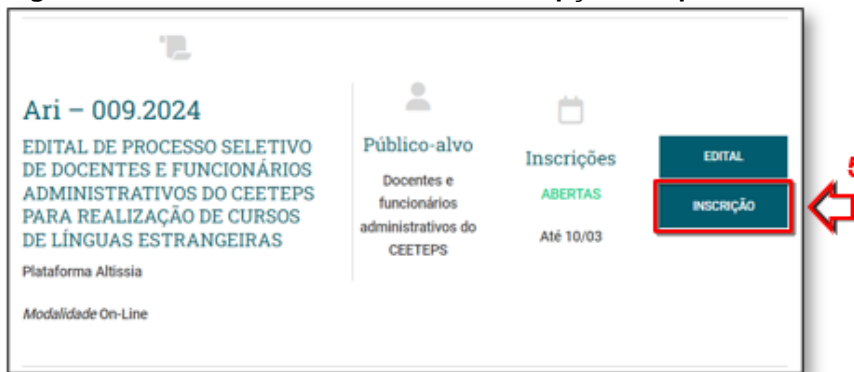 Ari – 009.2024
EDITAL DE PROCESSO SELETIVO
DE DOCENTES E FUNCIONÁRIOS
ADMINISTRATIVOS DO CEETEPS
PARA REALIZAÇÃO DE CURSOS
DE LÍNGUAS ESTRANGEIRAS
Plataforma Altissia
Modalidade On-Line
Público-alvo
Docentes e
funcionários
administrativos do
CEETEPS
Inscrições
ABERTAS
Até 10/03
EDITAL
INSCRIÇÃO
5